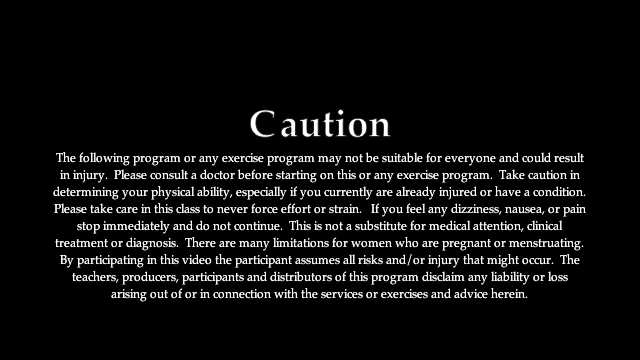 Caution
The following program or any exercise program may not be suitable for everyone and could result
in injury.  Please consult a doctor before starting on this or any exercise program.  Take caution in
determining your physical ability, especially if you currently are already injured or have a condition.
Please take care in this class to never force effort or strain.   If you feel any dizziness, nausea, or pain
stop immediately and do not continue.  This is not a substitute for medical attention, clinical
treatment or diagnosis.  There are many limitations for women who are pregnant or menstruating.
By participating in this video the participant assumes all risks and/or injury that might occur.  The
teachers, producers, participants and distributors of this program disclaim any liability or loss
arising out of or in connection with the services or exercises and advice herein.